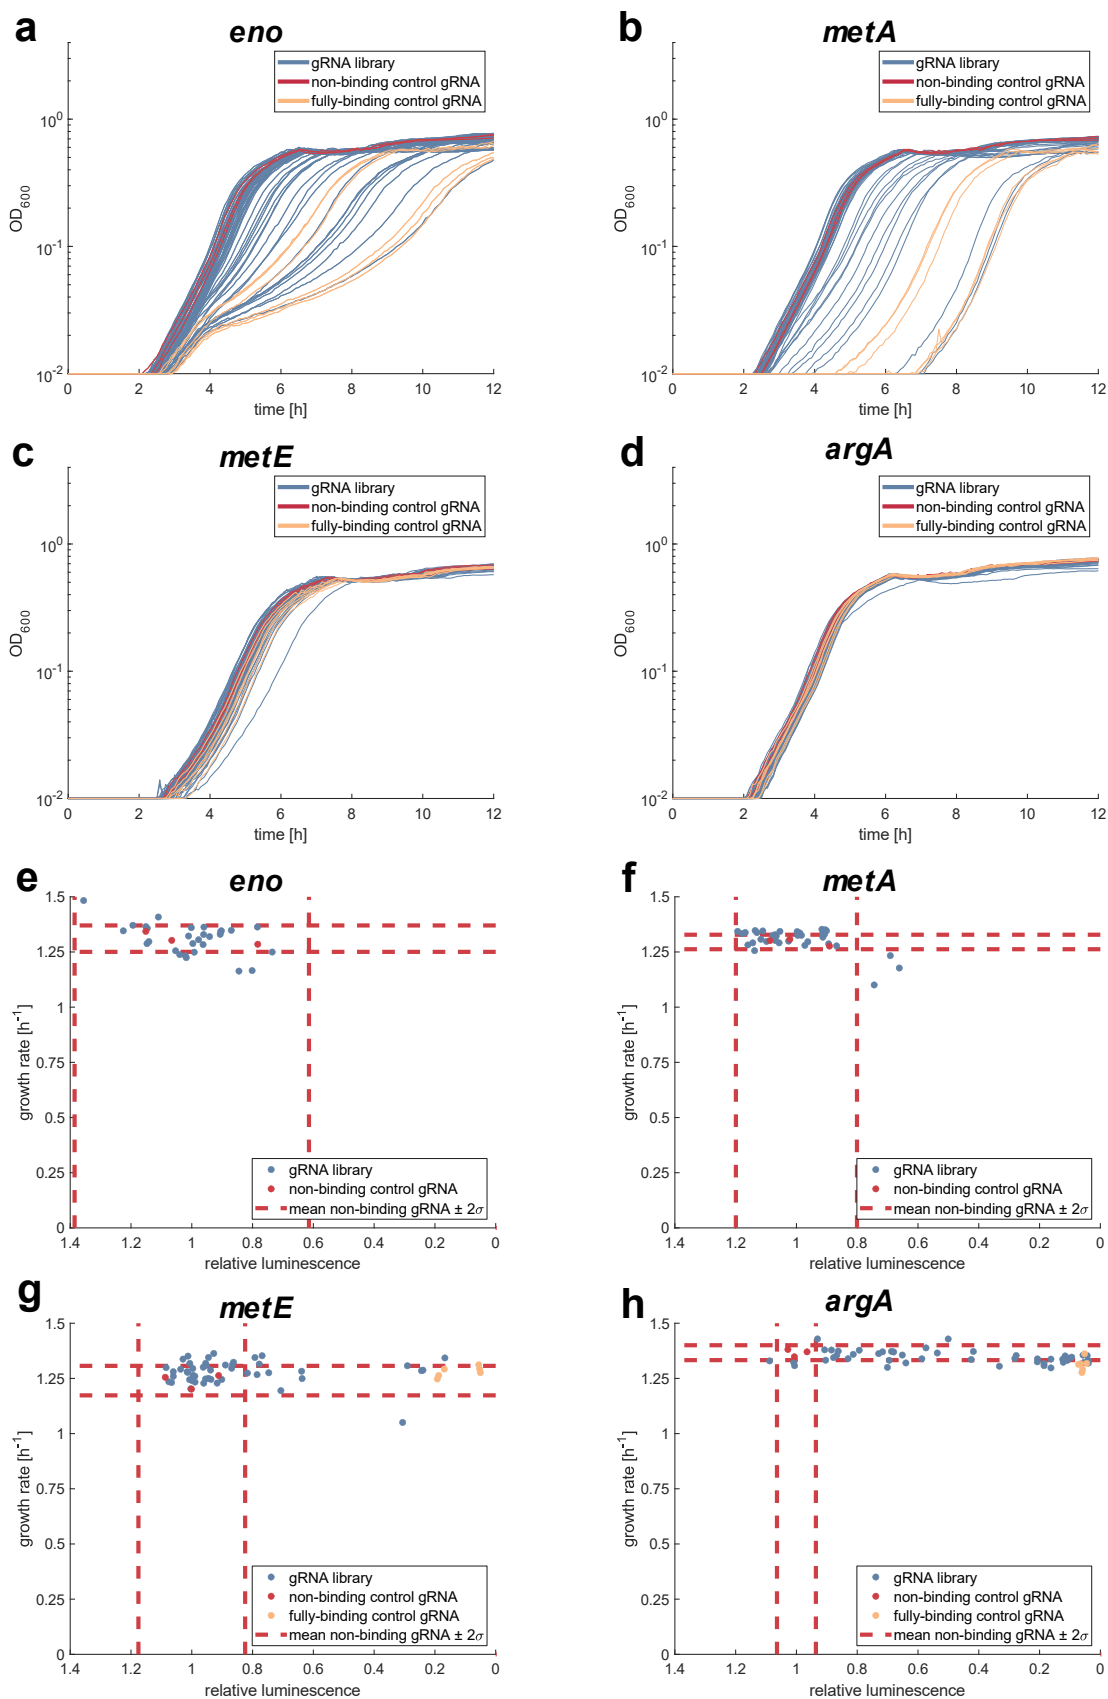 a
eno
gRNA library
non-binding control gRNA
fully-binding control gRNA
OD600
10^0
10^-1
10^-2
0 2 4 6 8 10 12
time [h]
b
metA
gRNA library
non-binding control gRNA
fully-binding control gRNA
OD600
10^0
10^-1
10^-2
0 2 4 6 8 10 12
time [h]
c
metE
gRNA library
non-binding control gRNA
fully-binding control gRNA
OD600
10^0
10^-1
10^-2
0 2 4 6 8 10 12
time [h]
d
argA
gRNA library
non-binding control gRNA
fully-binding control gRNA
OD600
10^0
10^-1
10^-2
0 2 4 6 8 10 12
time [h]
e
eno
growth rate [h^-1]
1.5
1.25
1
0.75
0.5
0.25
0
gRNA library
non-binding control gRNA
mean non-binding gRNA ± 2σ
1.4 1.2 1 0.8 0.6 0.4 0.2 0
relative luminescence
f
metA
growth rate [h^-1]
1.5
1.25
1
0.75
0.5
0.25
0
gRNA library
non-binding control gRNA
mean non-binding gRNA ± 2σ
1.4 1.2 1 0.8 0.6 0.4 0.2 0
relative luminescence
g
metE
growth rate [h^-1]
1.5
1.25
1
0.75
0.5
0.25
0
gRNA library
non-binding control gRNA
fully-binding control gRNA
mean non-binding gRNA ± 2σ
1.4 1.2 1 0.8 0.6 0.4 0.2 0
relative luminescence
h
argA
growth rate [h^-1]
1.5
1.25
1
0.75
0.5
0.25
0
gRNA library
non-binding control gRNA
fully-binding control gRNA
mean non-binding gRNA ± 2σ
1.4 1.2 1 0.8 0.6 0.4 0.2 0
relative luminescence